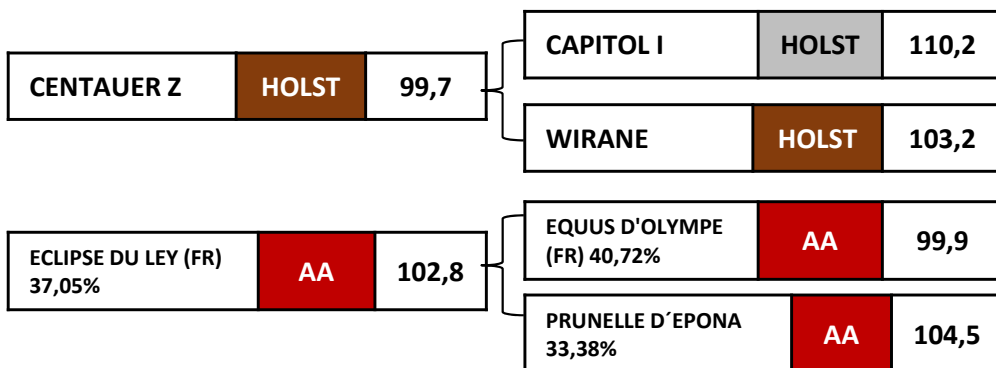 CAPITOL I HOLST 110,2
CENTAUER Z HOLST 99,7
WIRANE HOLST 103,2
ECLIPSE DU LEY (FR)
37,05%
AA 102,8
EQUUS D'OLYMPE
(FR) 40,72%
AA 99,9
PRUNELLE D´EPONA
33,38%
AA 104,5